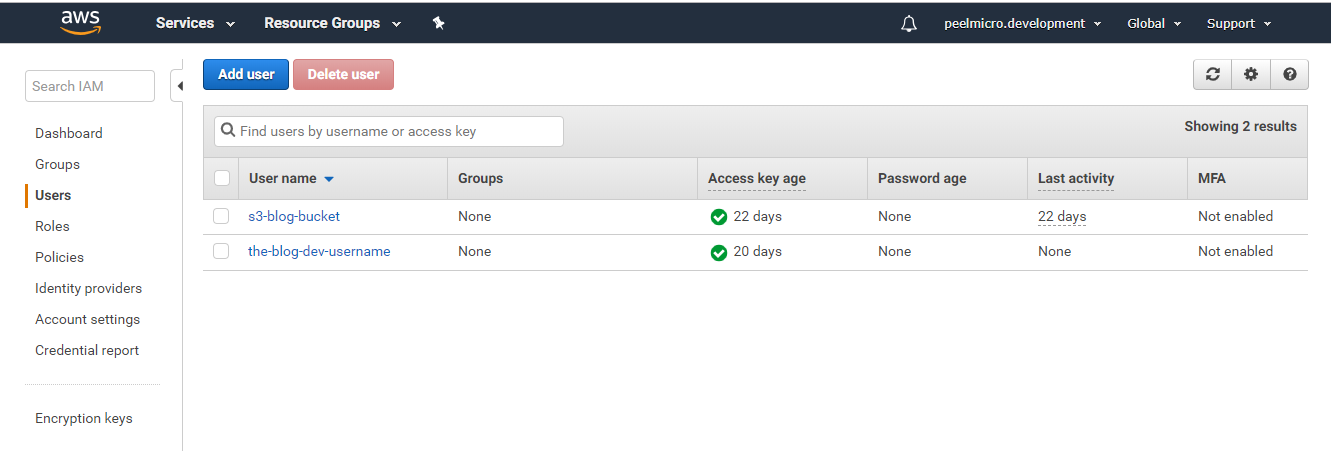 aws Services Resource Groups peelmicro.development Global Support
Search IAM
Add user Delete user
Find users by username or access key
Showing 2 results
Dashboard
Groups
Users
Roles
Policies
Identity providers
Account settings
Credential report
Encryption keys
User name Groups Access key age Password age Last activity MFA
s3-blog-bucket None 22 days None 22 days Not enabled
the-blog-dev-username None 20 days None None Not enabled